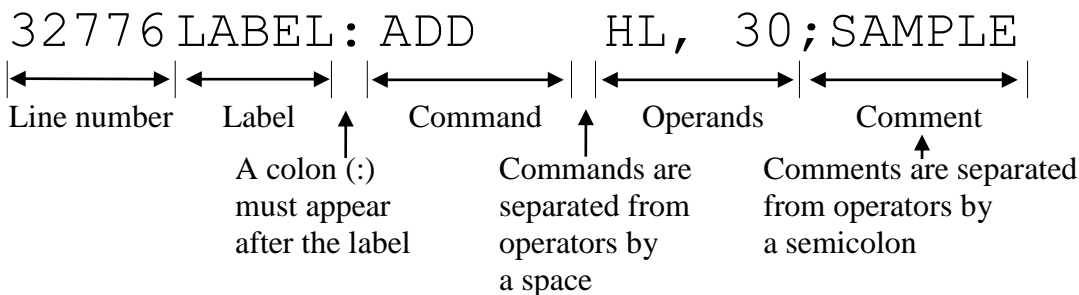 32776 LABEL: ADD HL, 30;SAMPLE
Line number Label Command Operands Comment
A colon (:)
must appear
after the label
Commands are
separated from
operators by
a space
Comments are separated
from operators by
a semicolon